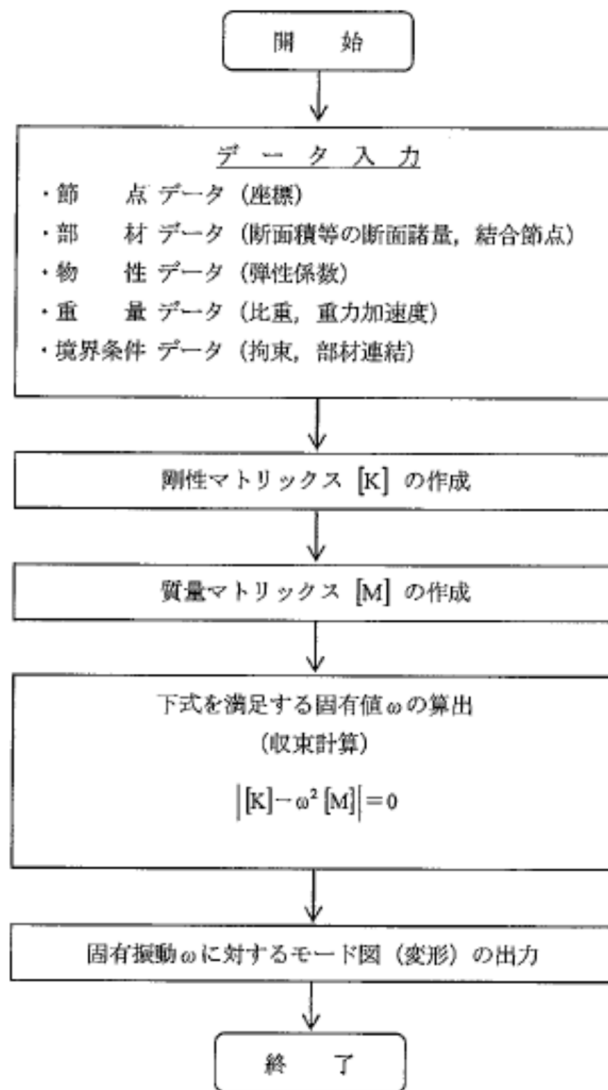 開　始
デ ー タ 入 力
・節　　点 データ（座標）
・部　　材 データ（断面積等の断面諸量，結合節点）
・物　　性 データ（弾性係数）
・重　　量 データ（比重，重力加速度）
・境界条件 データ（拘束，部材連結）
剛性マトリックス [K] の作成
質量マトリックス [M] の作成
下式を満足する固有値ωの算出
（収束計算）
|[K]－ω² [M]|＝0
固有振動ωに対するモード図（変形）の出力
終　了